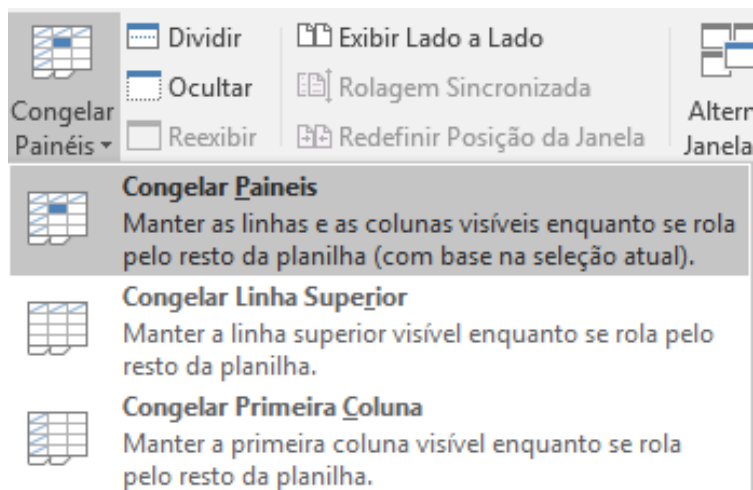 Dividir
Exibir Lado a Lado
Ocultar
Rolagem Sincronizada
Congelar
Painéis
Reexibir
Redefinir Posição da Janela
Altern
Janela
Congelar Paineis
Manter as linhas e as colunas visíveis enquanto se rola
pelo resto da planilha (com base na seleção atual).
Congelar Linha Superior
Manter a linha superior visível enquanto se rola pelo
resto da planilha.
Congelar Primeira Coluna
Manter a primeira coluna visível enquanto se rola
pelo resto da planilha.